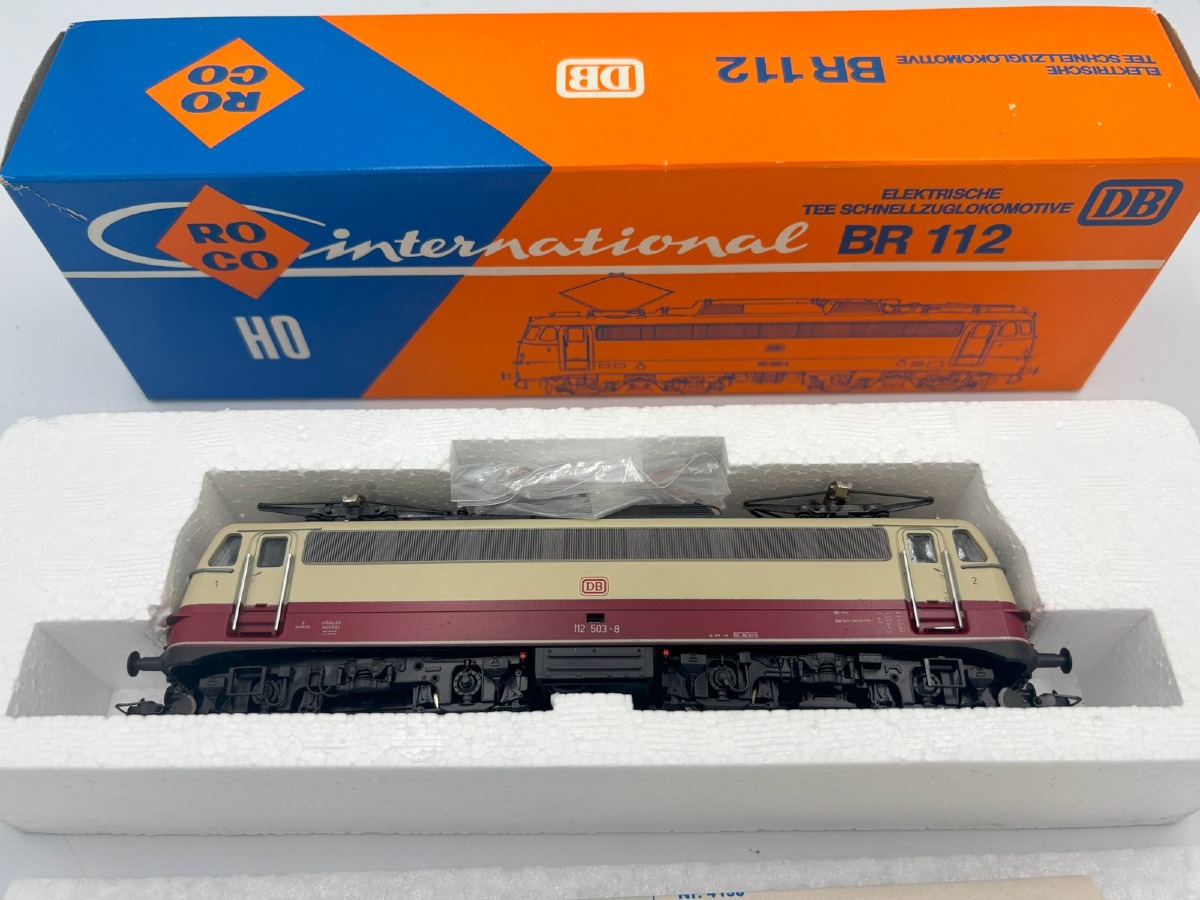 RO
CO
DB
BR 112
ELEKTRISCHE
TEE SCHNELLZUGLOKOMOTIVE
RO
CO
international
ELEKTRISCHE
TEE SCHNELLZUGLOKOMOTIVE
BR 112
DB
HO
1
DB
2
112 503-8